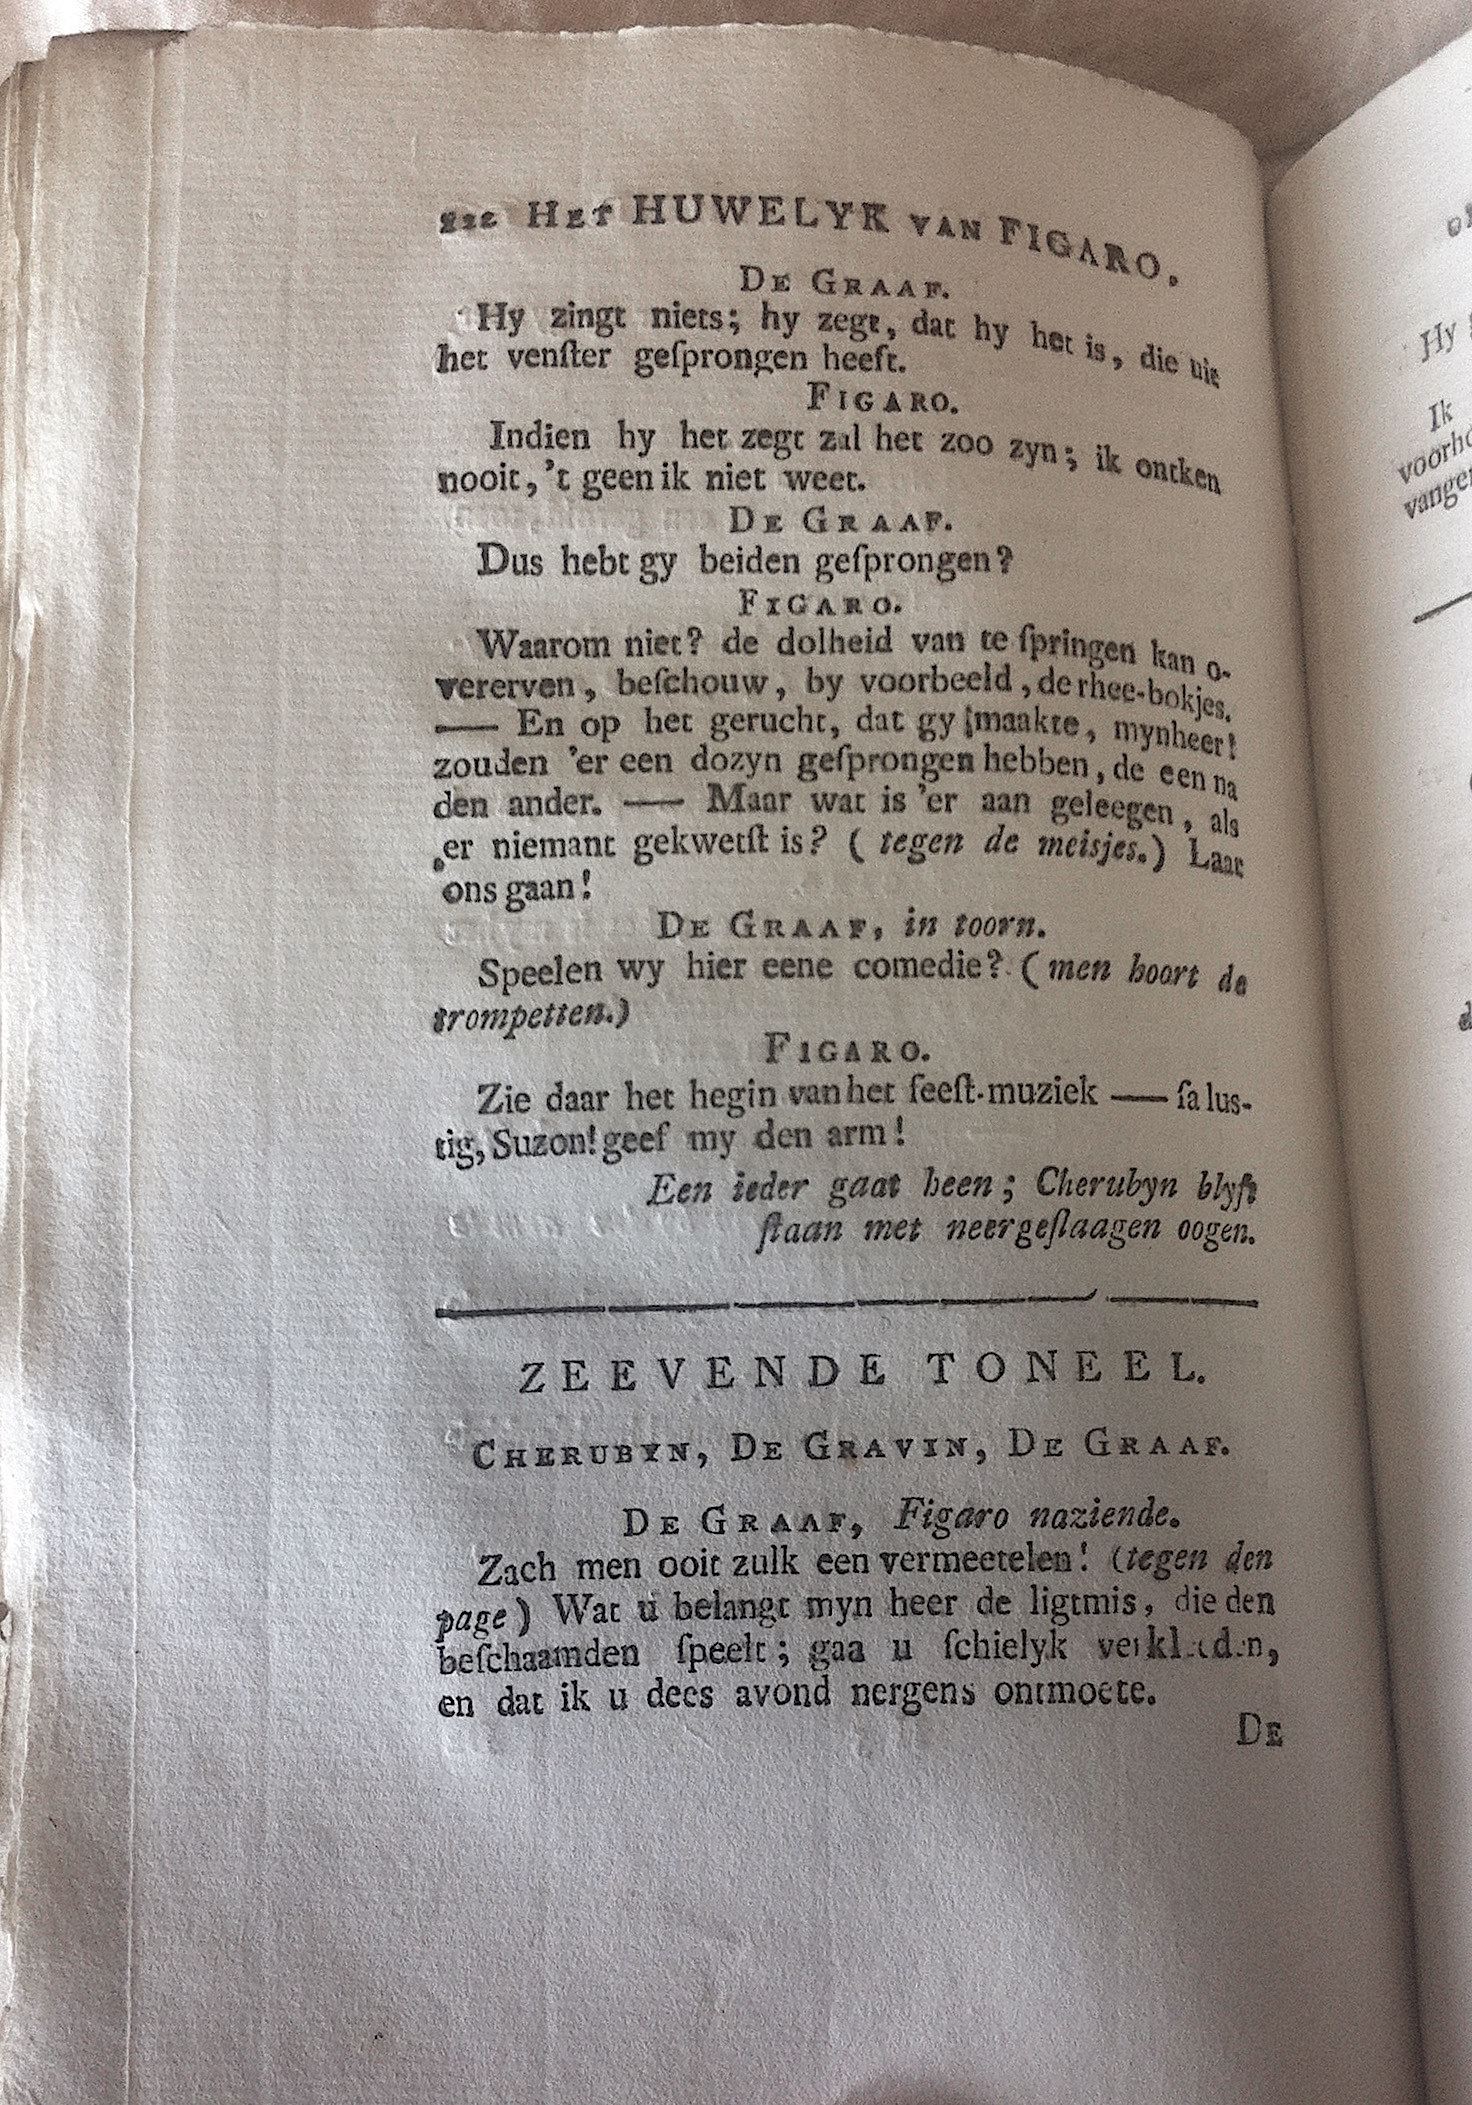 HET HUWELYK VAN FIGARO.
DE GRAAF.
Hy zingt niets; hy zegt, dat hy het is, die uit
het venſter geſprongen heeft.
FIGARO.
Indien hy het zegt zal het zoo zyn; ik ontken
nooit, 't geen ik niet weet.
DE GRAAF.
Dus hebt gy beiden geſprongen?
FIGARO.
Waarom niet? de dolheid van te ſpringen kan o-
vererven, beſchouw, by voorbeeld, de rhee-bokjes.
—— En op het gerucht, dat gy maakte, mynheer!
zouden 'er een dozyn geſprongen hebben, de een na
den ander. —— Maar wat is 'er aan geleegen, als
er niemant gekwetſt is? (tegen de meisjes.) Laat
ons gaan!
DE GRAAF, in toorn.
Speelen wy hier eene comedie? (men hoort de
trompetten.)
FIGARO.
Zie daar het hegin van het feeſt-muziek —— ſa lus-
tig, Suzon! geef my den arm!
Een ieder gaat heen; Cherubyn blyft
ſtaan met neergeſlaagen oogen.
ZEEVENDE TONEEL.
CHERUBYN, DE GRAVIN, DE GRAAF.
DE GRAAF, Figaro naziende.
Zach men ooit zulk een vermeetelen! (tegen den
page) Wat u belangt myn heer de ligtmis, die den
beſchaamden ſpeelt; gaa u ſchielyk verkleden,
en dat ik u dees avond nergens ontmoete.
DE
Hy
Ik